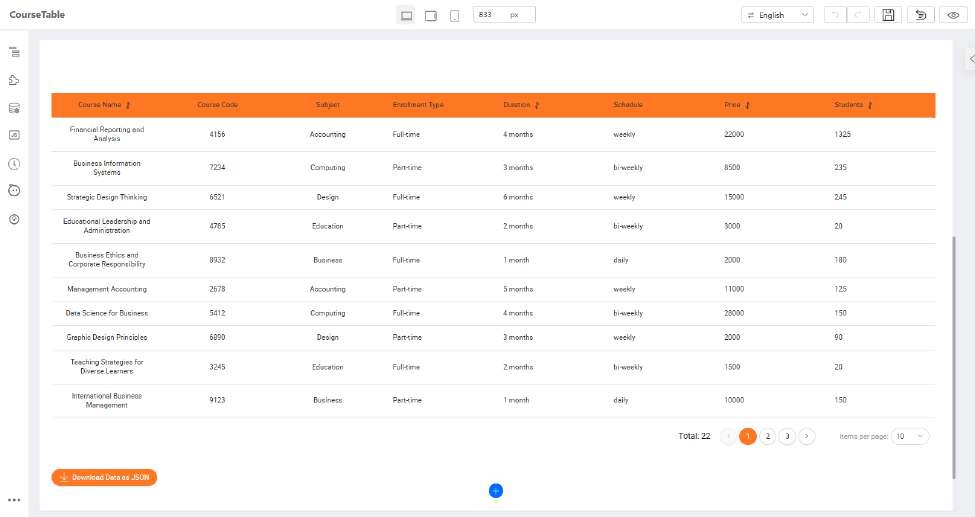 CourseTable
833 px
English
Course Name Course Code Subject Enrollment Type Duration Schedule Price Students
Financial Reporting and
Analysis
4156 Accounting Full-time 4 months weekly 22000 1325
Business Information
Systems
7234 Computing Part-time 3 months bi-weekly 8500 235
Strategic Design Thinking 6521 Design Full-time 6 months weekly 15000 245
Educational Leadership and
Administration
4785 Education Part-time 2 months bi-weekly 3000 20
Business Ethics and
Corporate Responsibility
8932 Business Full-time 1 month daily 2000 180
Management Accounting 2678 Accounting Part-time 5 months weekly 11000 125
Data Science for Business 5412 Computing Full-time 4 months bi-weekly 28000 150
Graphic Design Principles 6890 Design Part-time 3 months weekly 2000 90
Teaching Strategies for
Diverse Learners
3245 Education Full-time 2 months bi-weekly 1500 20
International Business
Management
9123 Business Part-time 1 month daily 10000 150
Total: 22 1 2 3 Items per page: 10
Download Data as JSON